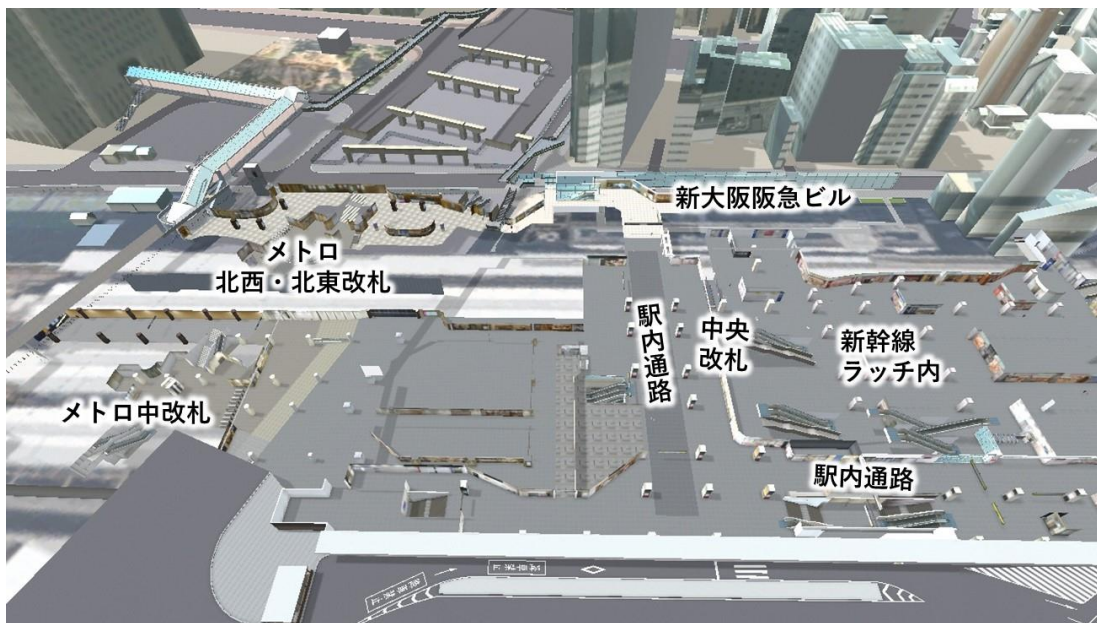 新大阪阪急ビル
メトロ
北西・北東改札
駅内通路
中央
改札
新幹線
ラッチ内
メトロ中改札
駅内通路